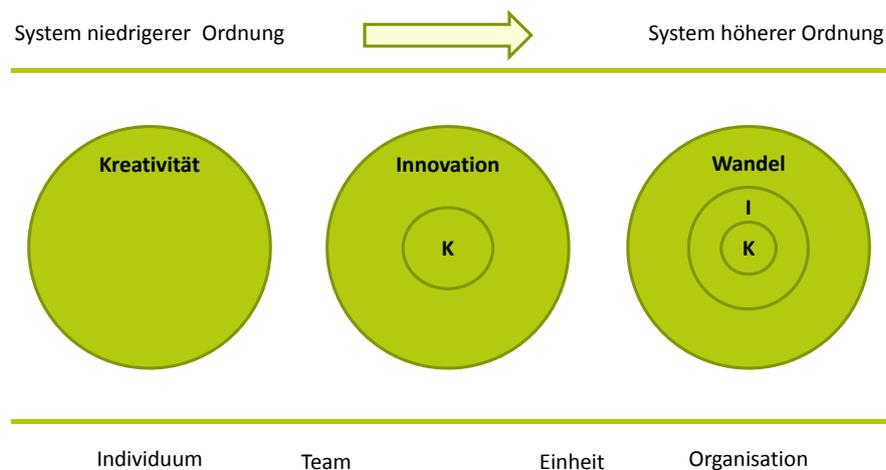 System niedrigerer Ordnung
System höherer Ordnung
Kreativität
Innovation
Wandel
I
K
K
Individuum
Team
Einheit
Organisation